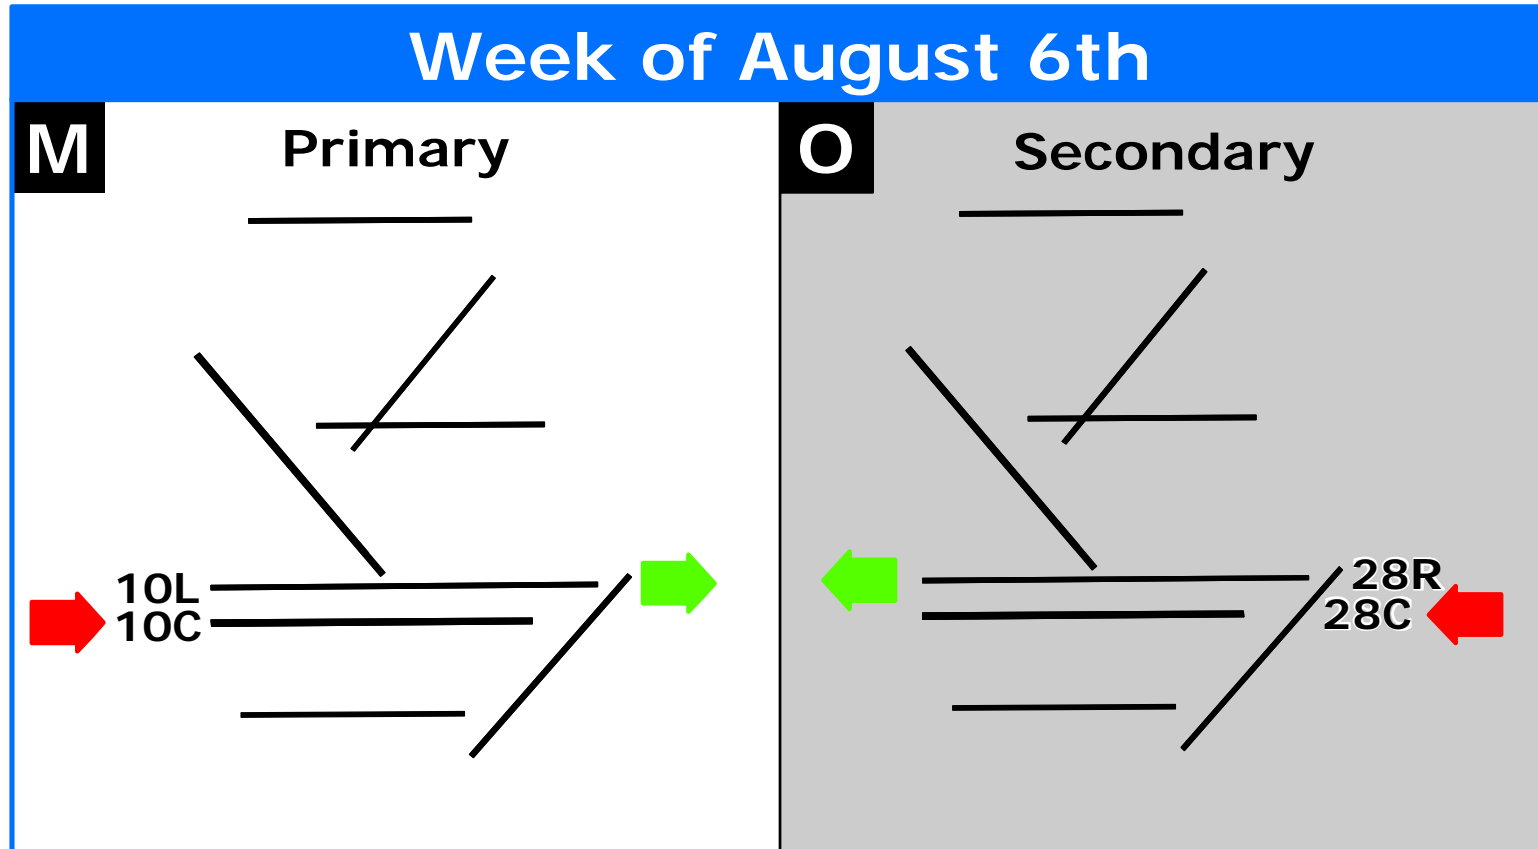 Week of August 6th
M
Primary
10L
10C
O
Secondary
28R
28C